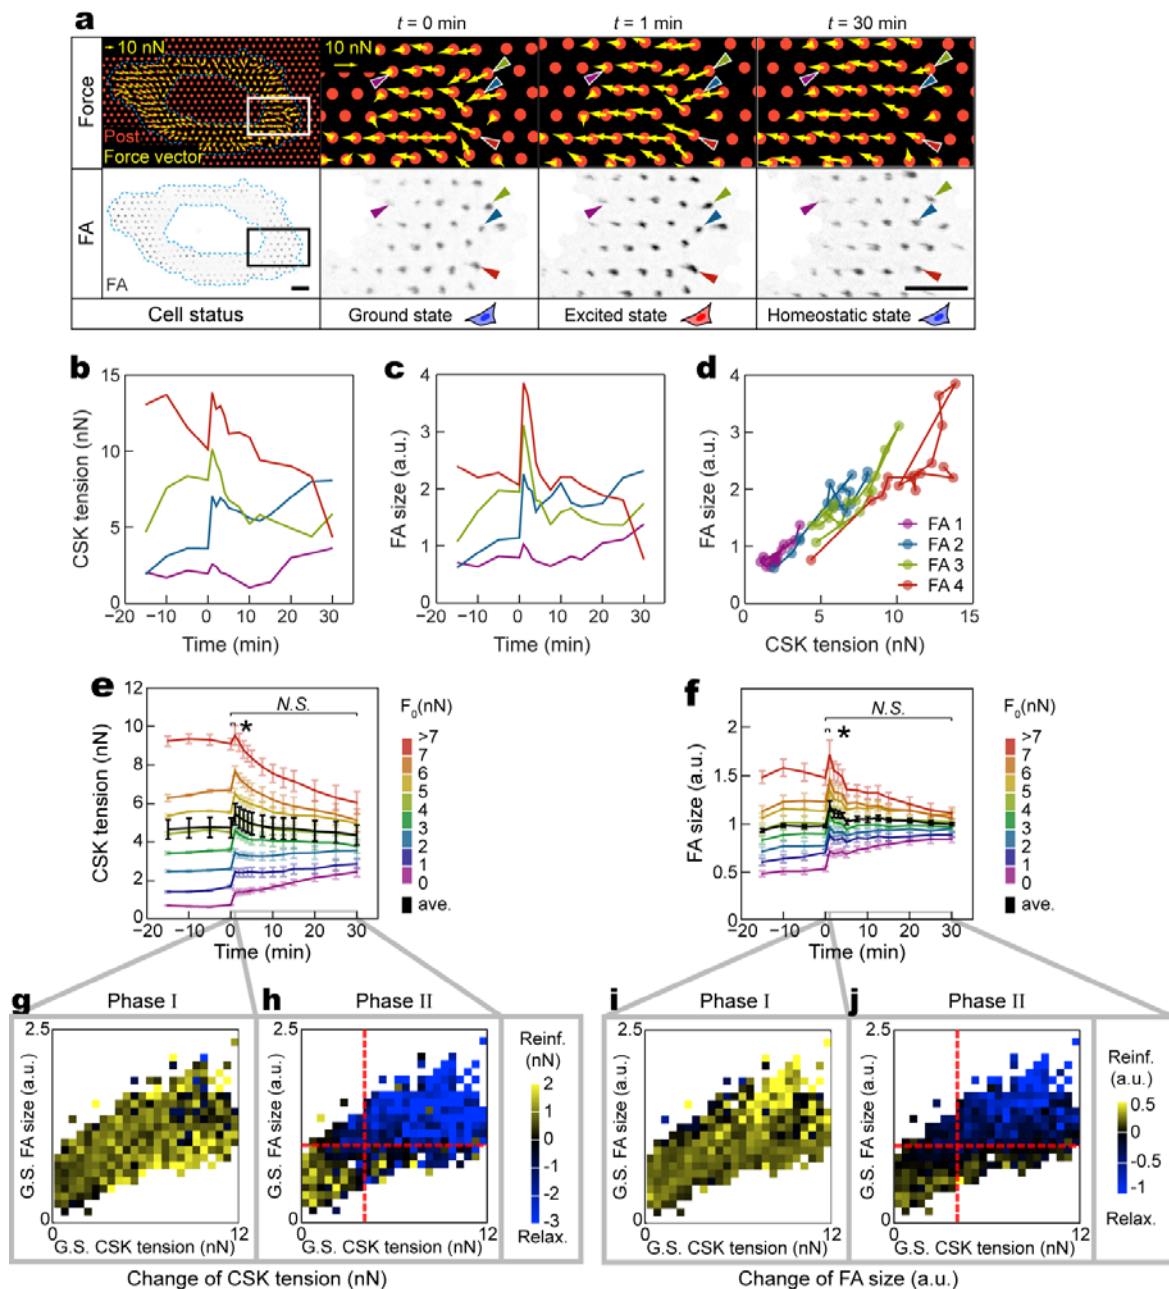 a
t = 0 min
t = 1 min
t = 30 min
Force
10 nN
Post
Force vector
10 nN
FA
FA
Cell status
Ground state
Excited state
Homeostatic state
b
CSK tension (nN)
15
10
5
0
−20 −10 0 10 20 30
Time (min)
c
FA size (a.u.)
4
3
2
1
0
−20 −10 0 10 20 30
Time (min)
d
FA size (a.u.)
4
3
2
1
0
FA 1
FA 2
FA 3
FA 4
0 5 10 15
CSK tension (nN)
e
CSK tension (nN)
12
10
8
6
4
2
0
N.S.
*
−20 −10 0 10 20 30
Time (min)
F0(nN)
>7
7
6
5
4
3
2
1
0
ave.
f
FA size (a.u.)
2
1.5
1
0.5
0
N.S.
*
−20 −10 0 10 20 30
Time (min)
F0(nN)
>7
7
6
5
4
3
2
1
0
ave.
g
Phase I
2.5
G.S. FA size (a.u.)
0
0 12
G.S. CSK tension (nN)
h
Phase II
2.5
G.S. FA size (a.u.)
0
0 12
G.S. CSK tension (nN)
Reinf.
(nN)
2
1
0
-1
-2
-3
Relax.
Change of CSK tension (nN)
i
Phase I
2.5
G.S. FA size (a.u.)
0
0 12
G.S. CSK tension (nN)
j
Phase II
2.5
G.S. FA size (a.u.)
0
0 12
G.S. CSK tension (nN)
Reinf.
(a.u.)
0.5
0
-0.5
-1
Relax.
Change of FA size (a.u.)